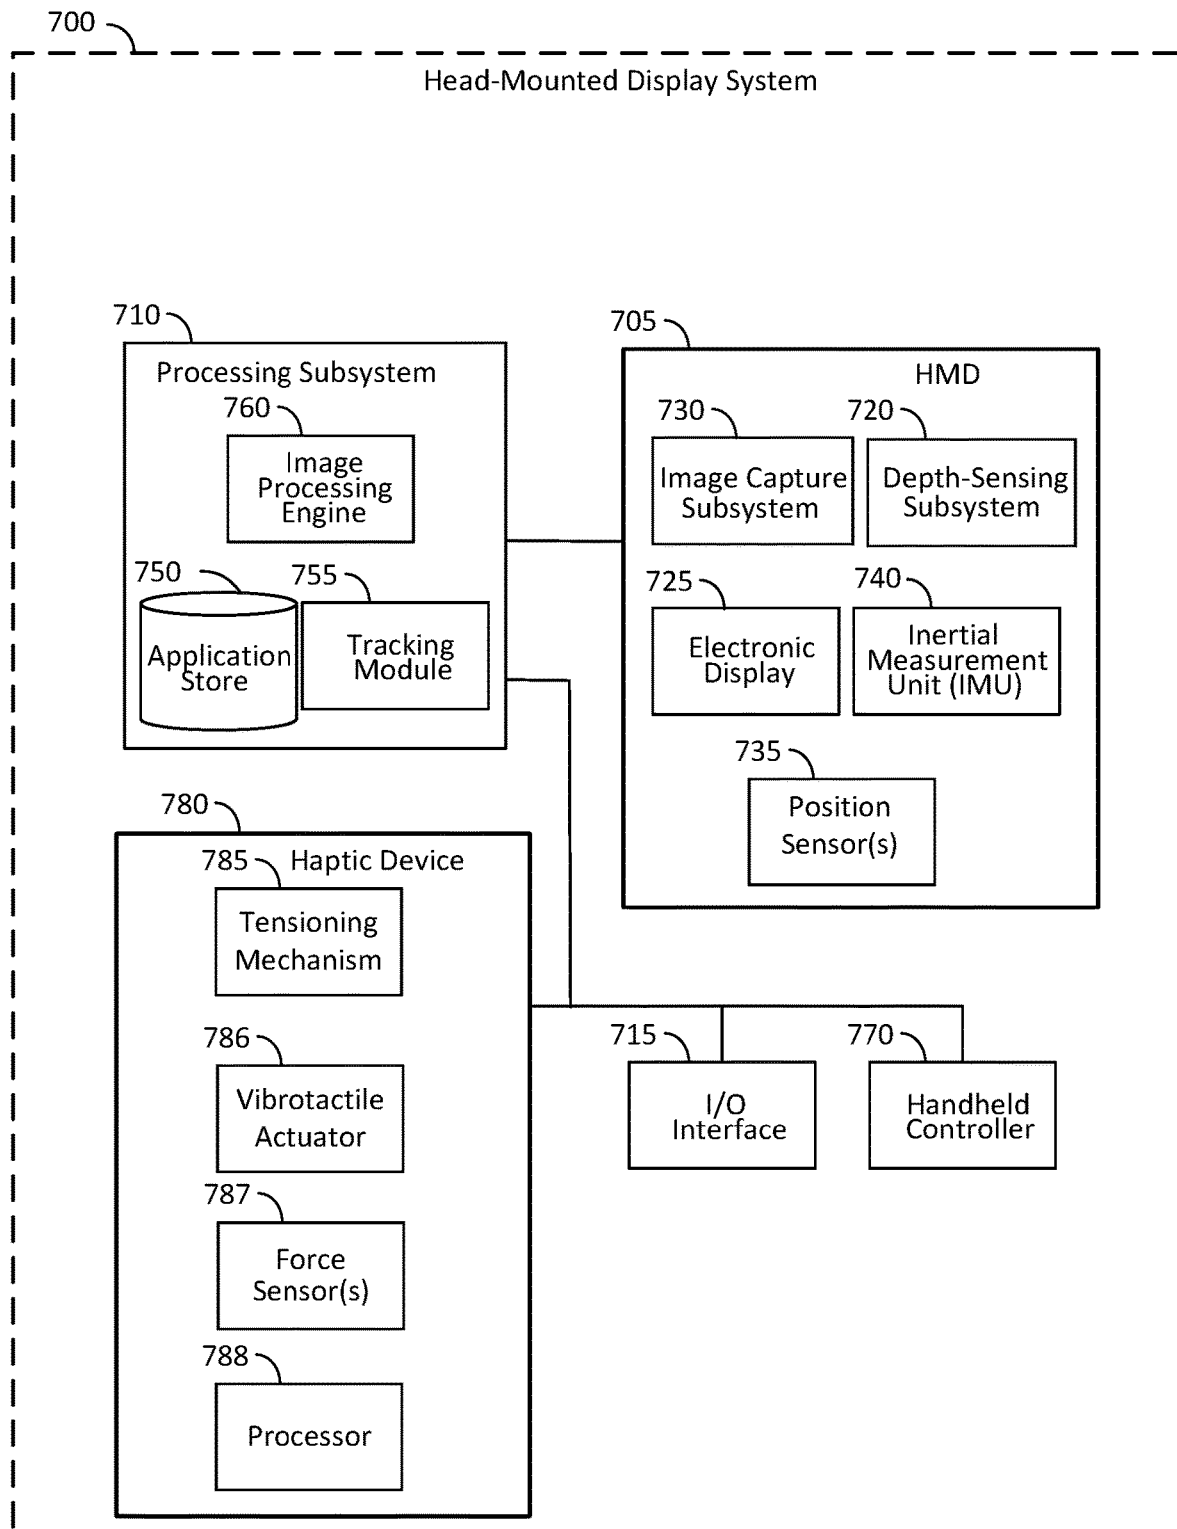 700
Head-Mounted Display System
710
Processing Subsystem
760
Image
Processing
Engine
750
Application
Store
755
Tracking
Module
705
HMD
730
Image Capture
Subsystem
720
Depth-Sensing
Subsystem
725
Electronic
Display
740
Inertial
Measurement
Unit (IMU)
735
Position
Sensor(s)
780
Haptic Device
785
Tensioning
Mechanism
786
Vibrotactile
Actuator
787
Force
Sensor(s)
788
Processor
715
I/O
Interface
770
Handheld
Controller